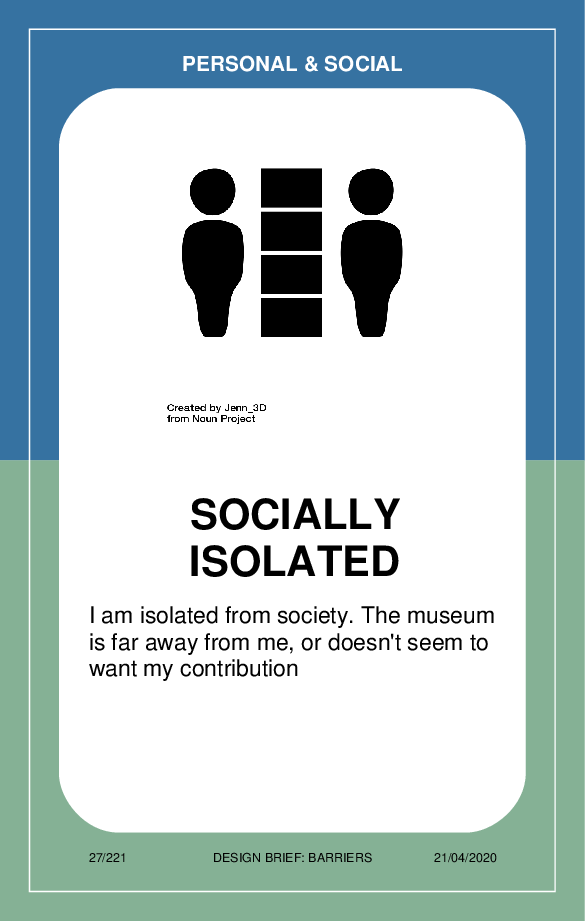 PERSONAL & SOCIAL
Created by Jenn_3D
from Noun Project
SOCIALLY
ISOLATED
I am isolated from society. The museum
is far away from me, or doesn't seem to
want my contribution
27/221 DESIGN BRIEF: BARRIERS 21/04/2020